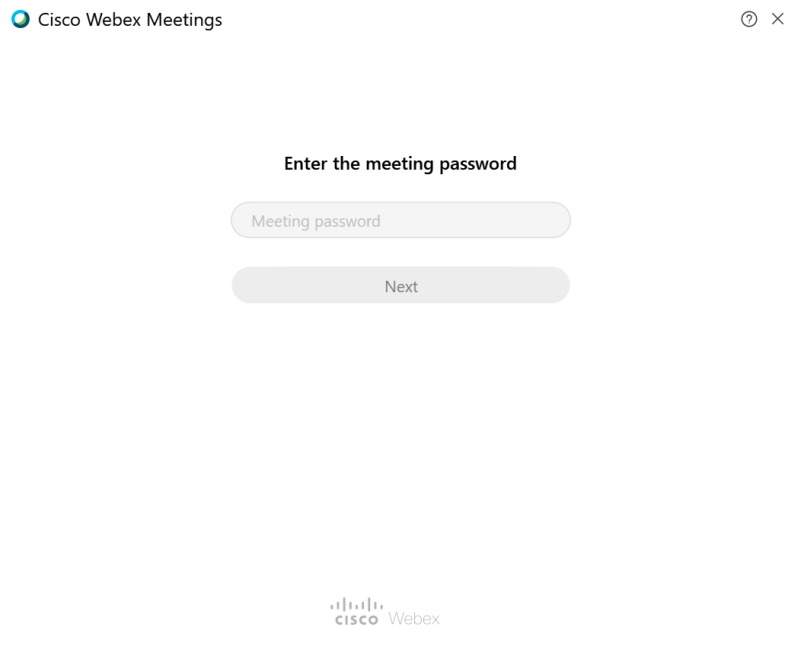 Cisco Webex Meetings
Enter the meeting password
Meeting password
Next
CISCO Webex